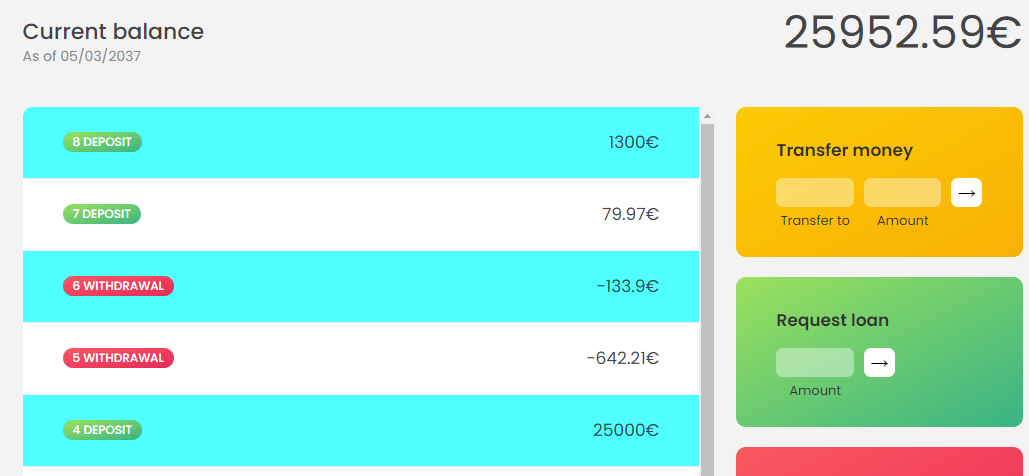 Current balance
As of 05/03/2037
25952.59€
8 DEPOSIT 1300€
7 DEPOSIT 79.97€
6 WITHDRAWAL -133.9€
5 WITHDRAWAL -642.21€
4 DEPOSIT 25000€
Transfer money
→
Transfer to Amount
Request loan
→
Amount